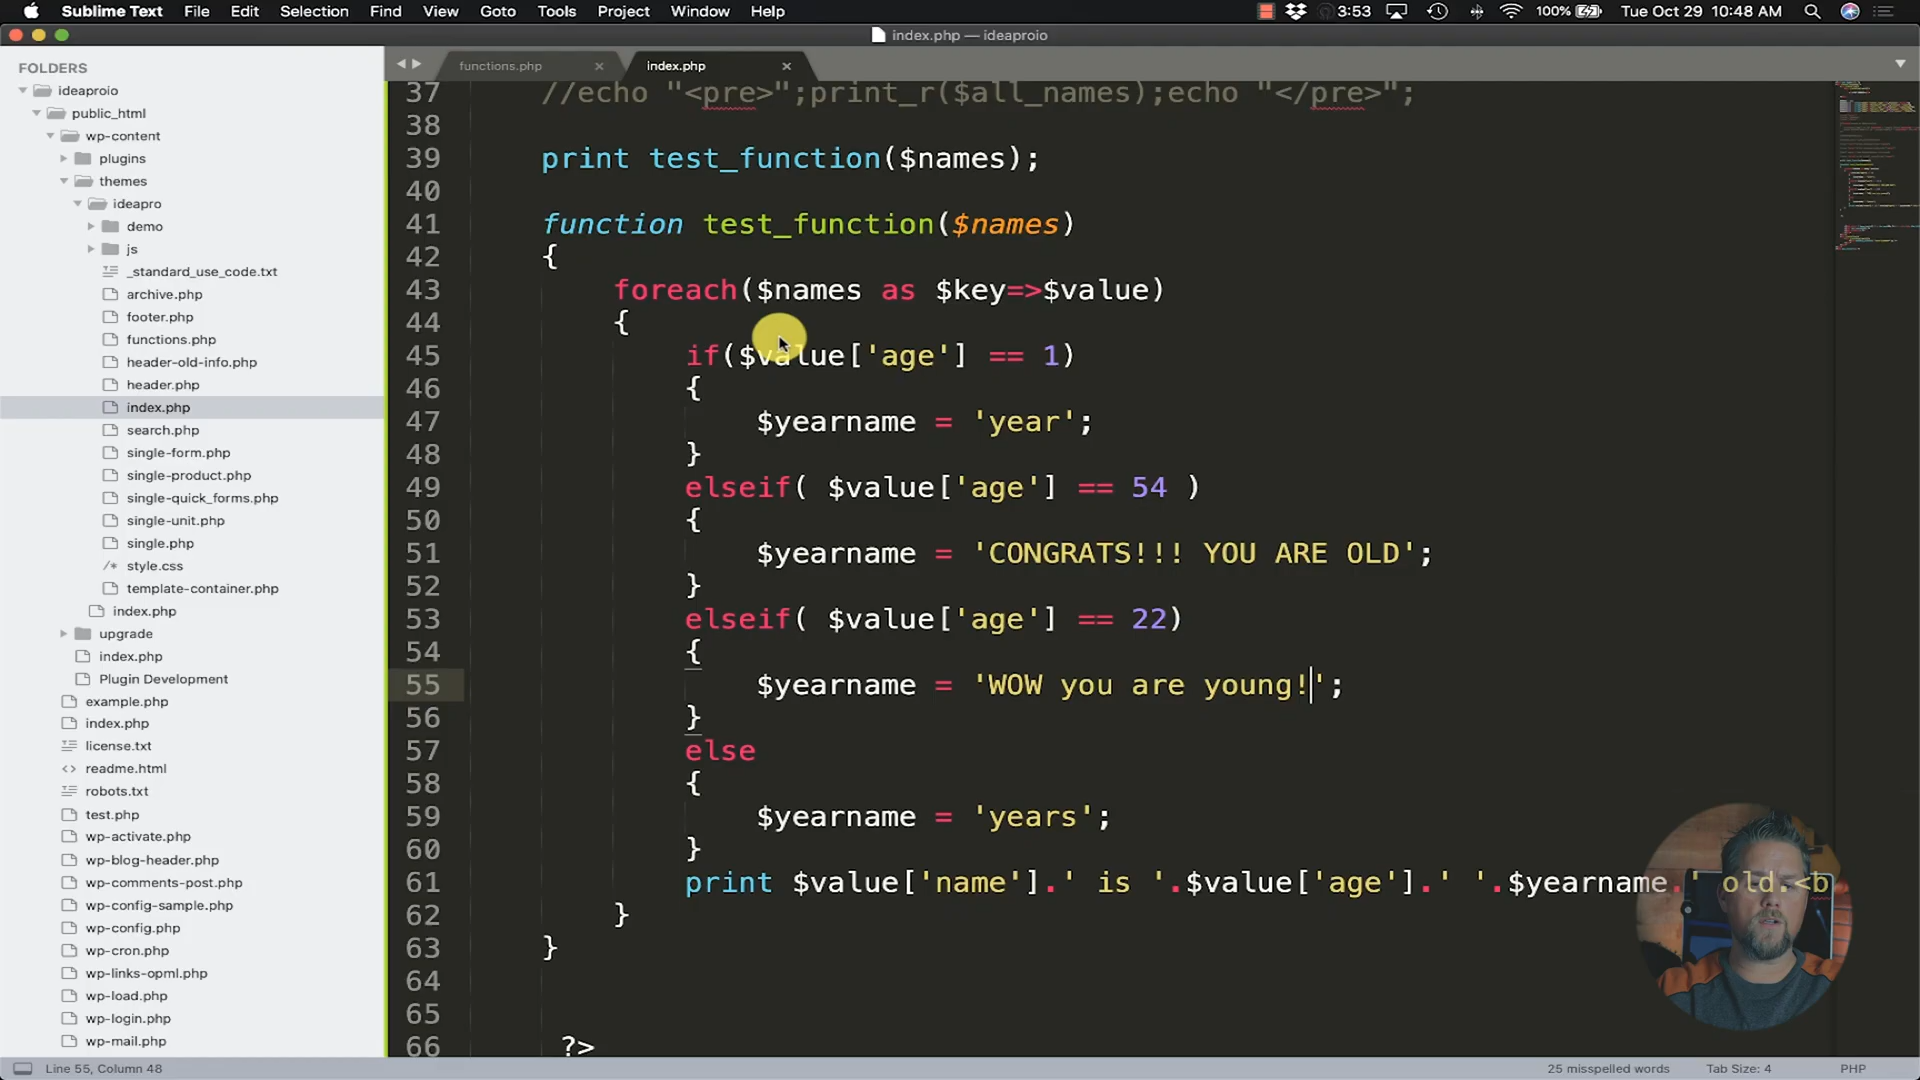 Sublime Text File Edit Selection Find View Goto Tools Project Window Help 3:53 100% Tue Oct 29 10:48 AM
index.php — ideaproio
FOLDERS
ideaproio
public_html
wp-content
plugins
themes
ideapro
demo
js
_standard_use_code.txt
archive.php
footer.php
functions.php
header-old-info.php
header.php
index.php
search.php
single-form.php
single-product.php
single-quick_forms.php
single-unit.php
single.php
/* style.css
template-container.php
index.php
upgrade
index.php
Plugin Development
example.php
index.php
license.txt
<> readme.html
robots.txt
test.php
wp-activate.php
wp-blog-header.php
wp-comments-post.php
wp-config-sample.php
wp-config.php
wp-cron.php
wp-links-opml.php
wp-load.php
wp-login.php
wp-mail.php
functions.php × index.php ×
37 //echo "<pre>";print_r($all_names);echo "</pre>";
38
39 print test_function($names);
40
41 function test_function($names)
42 {
43 foreach($names as $key=>$value)
44 {
45 if($value['age'] == 1)
46 {
47 $yearname = 'year';
48 }
49 elseif( $value['age'] == 54 )
50 {
51 $yearname = 'CONGRATS!!! YOU ARE OLD';
52 }
53 elseif( $value['age'] == 22)
54 {
55 $yearname = 'WOW you are young!';
56 }
57 else
58 {
59 $yearname = 'years';
60 }
61 print $value['name'].' is '.$value['age'].' '.$yearname.' old.<b
62 }
63 }
64
65
66 ?>
Line 55, Column 48 25 misspelled words Tab Size: 4 PHP